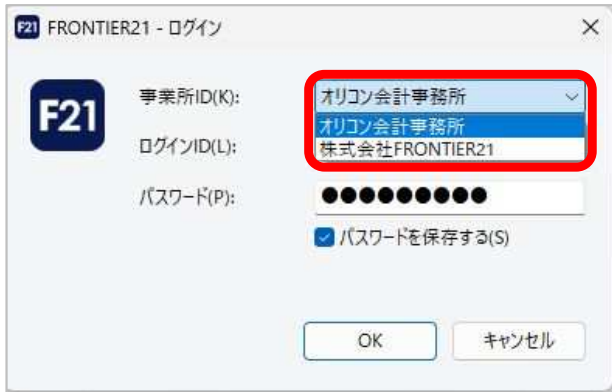 F21 FRONTIER21 - ログイン
F21
事業所ID(K):
オリコン会計事務所
オリコン会計事務所
株式会社FRONTIER21
ログインID(L):
パスワード(P):
●●●●●●●●●
パスワードを保存する(S)
OK
キャンセル